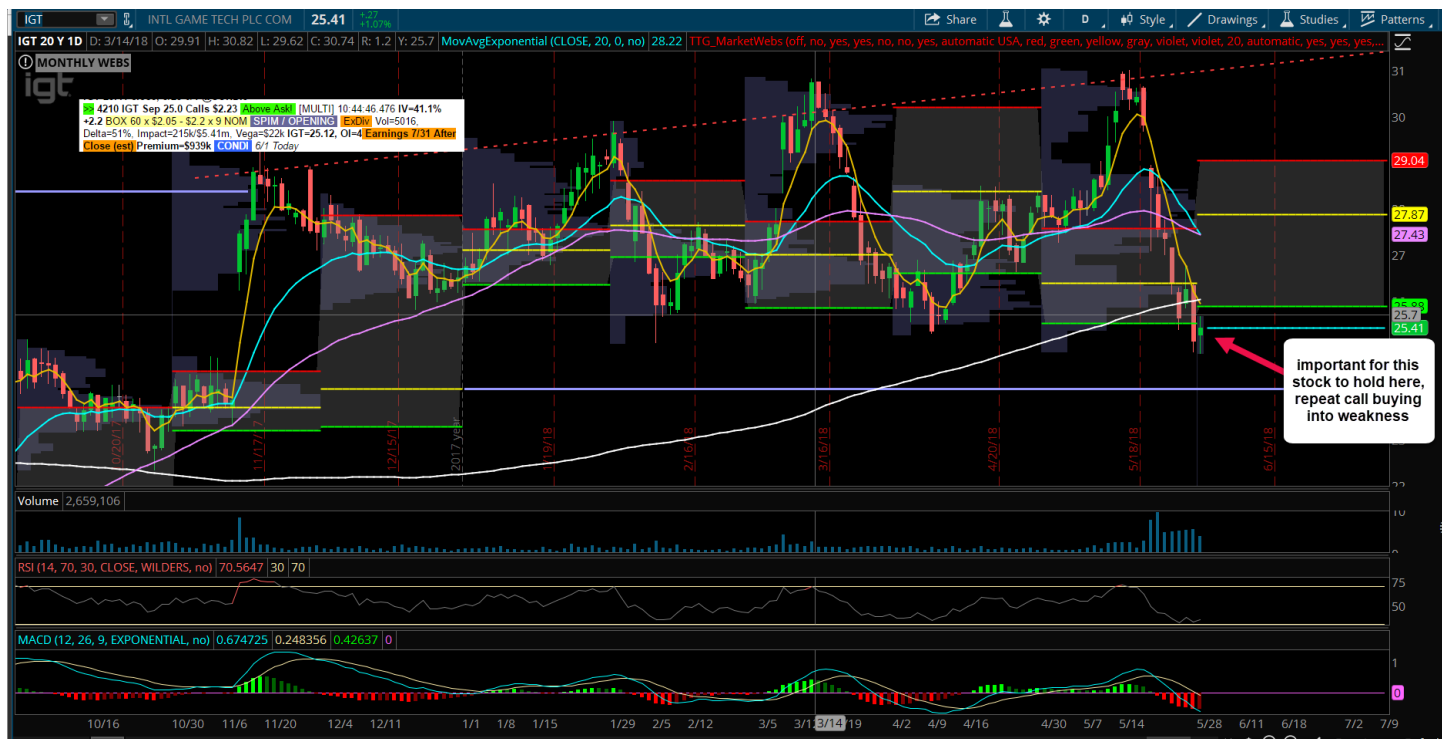 IGT INTL GAME TECH PLC COM 25.41 +.27 +1.07% Share D Style Drawings Studies Patterns
IGT 20 Y 1D D: 3/14/18 O: 29.91 H: 30.82 L: 29.62 C: 30.74 R: 1.2 Y: 25.7 MovAvgExponential (CLOSE, 20, 0, no) 28.22 TTG_MarketWebs (off, no, yes, yes, no, no, yes, automatic USA, red, green, yellow, gray, violet, violet, 20, automatic, yes, yes, yes,...
MONTHLY WEBS
igt
>> 4210 IGT Sep 25.0 Calls $2.23 Above Ask! [MULTI] 10:44:46.476 IV=41.1%
+2.2 BOX 60 x $2.05 - $2.2 x 9 NOM SPIM / OPENING ExDiv Vol=5016,
Delta=51%, Impact=215k/$5.41m, Vega=$22k IGT=25.12, OI=4 Earnings 7/31 After
Close (est) Premium=$939k CONDI 6/1 Today
31
30
29.04
27.87
27.43
27
25.88
25.7
25.41
important for this
stock to hold here,
repeat call buying
into weakness
22
0/20/17
11/17/17
12/15/17
2017 year
1/19/18
2/16/18
3/16/18
4/20/18
5/18/18
6/15/18
Volume 2,659,106
10
0
RSI (14, 70, 30, CLOSE, WILDERS, no) 70.5647 30 70
75
50
MACD (12, 26, 9, EXPONENTIAL, no) 0.674725 0.248356 0.42637 0
1
0
10/16 10/30 11/6 11/20 12/4 12/11 1/1 1/8 1/15 1/29 2/5 2/12 3/5 3/14 /19 4/2 4/9 4/16 4/30 5/7 5/14 5/28 6/11 6/18 7/2 7/9